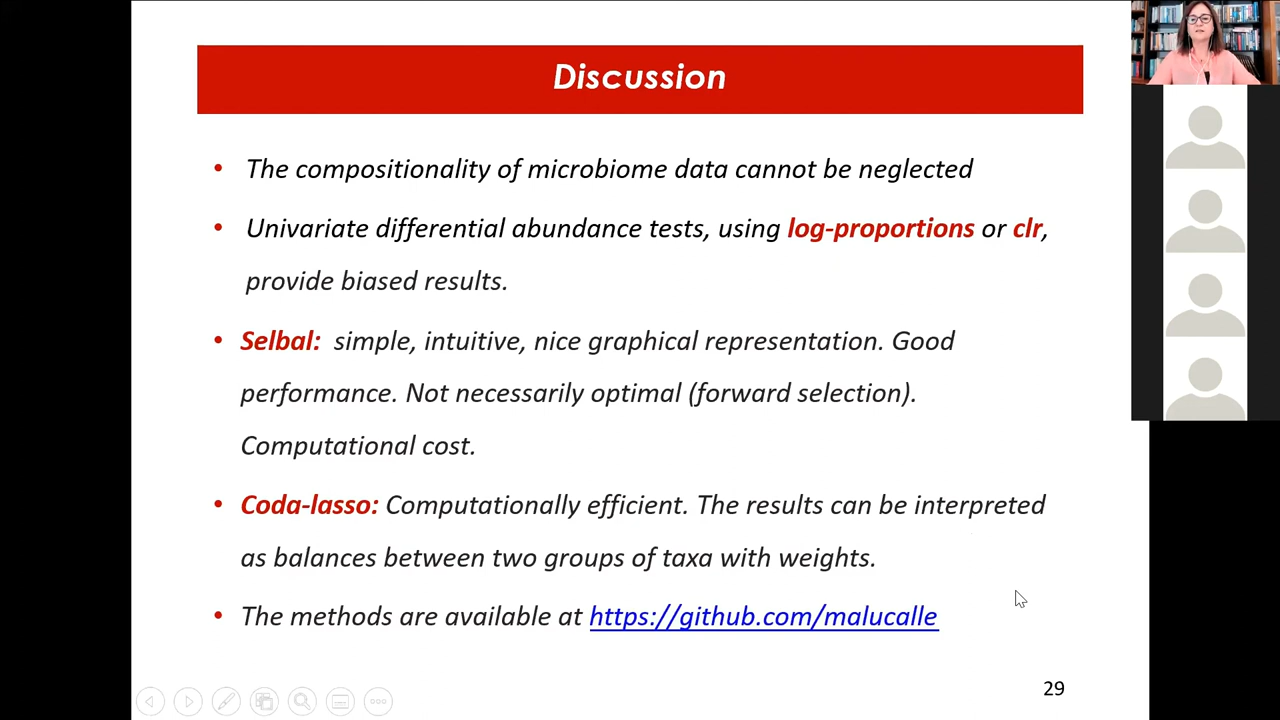 Discussion
• The compositionality of microbiome data cannot be neglected
• Univariate differential abundance tests, using log-proportions or clr,
provide biased results.
• Selbal: simple, intuitive, nice graphical representation. Good
performance. Not necessarily optimal (forward selection).
Computational cost.
• Coda-lasso: Computationally efficient. The results can be interpreted
as balances between two groups of taxa with weights.
• The methods are available at https://github.com/malucalle
29